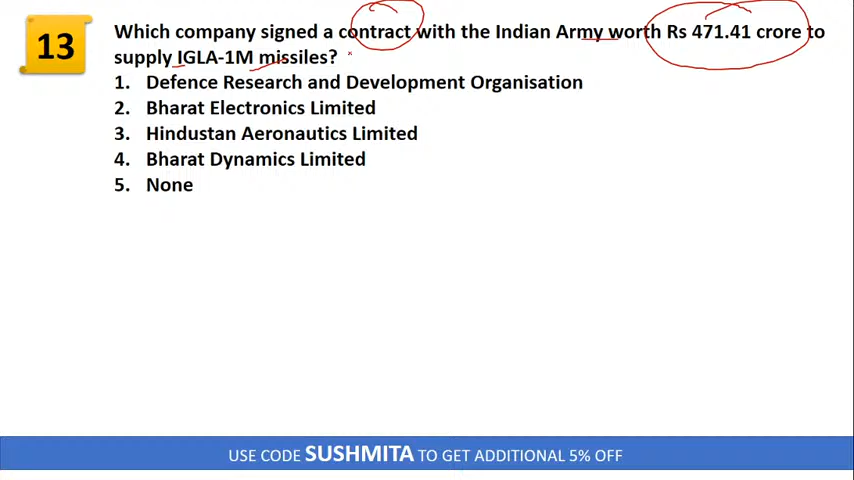 13
Which company signed a contract with the Indian Army worth Rs 471.41 crore to
supply IGLA-1M missiles?
1. Defence Research and Development Organisation
2. Bharat Electronics Limited
3. Hindustan Aeronautics Limited
4. Bharat Dynamics Limited
5. None
USE CODE SUSHMITA TO GET ADDITIONAL 5% OFF